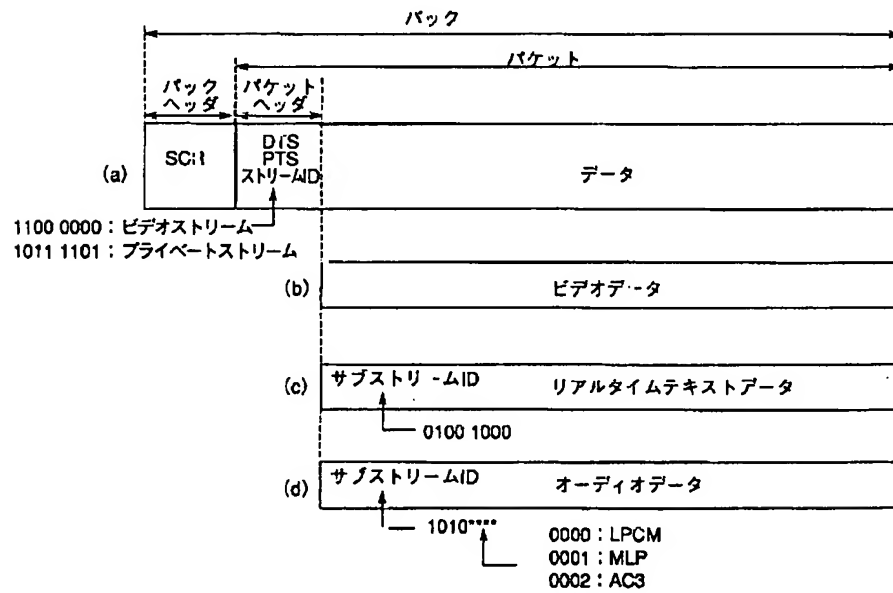 パック
パケット
パック
ヘッダ
パケット
ヘッダ
(a)
SCR
DTS
PTS
ストリームID
データ
1100 0000：ビデオストリーム
1011 1101：プライベートストリーム
(b)
ビデオデータ
(c)
サブストリームID
リアルタイムテキストデータ
0100 1000
(d)
サブストリームID
オーディオデータ
1010****
0000：LPCM
0001：MLP
0002：AC3